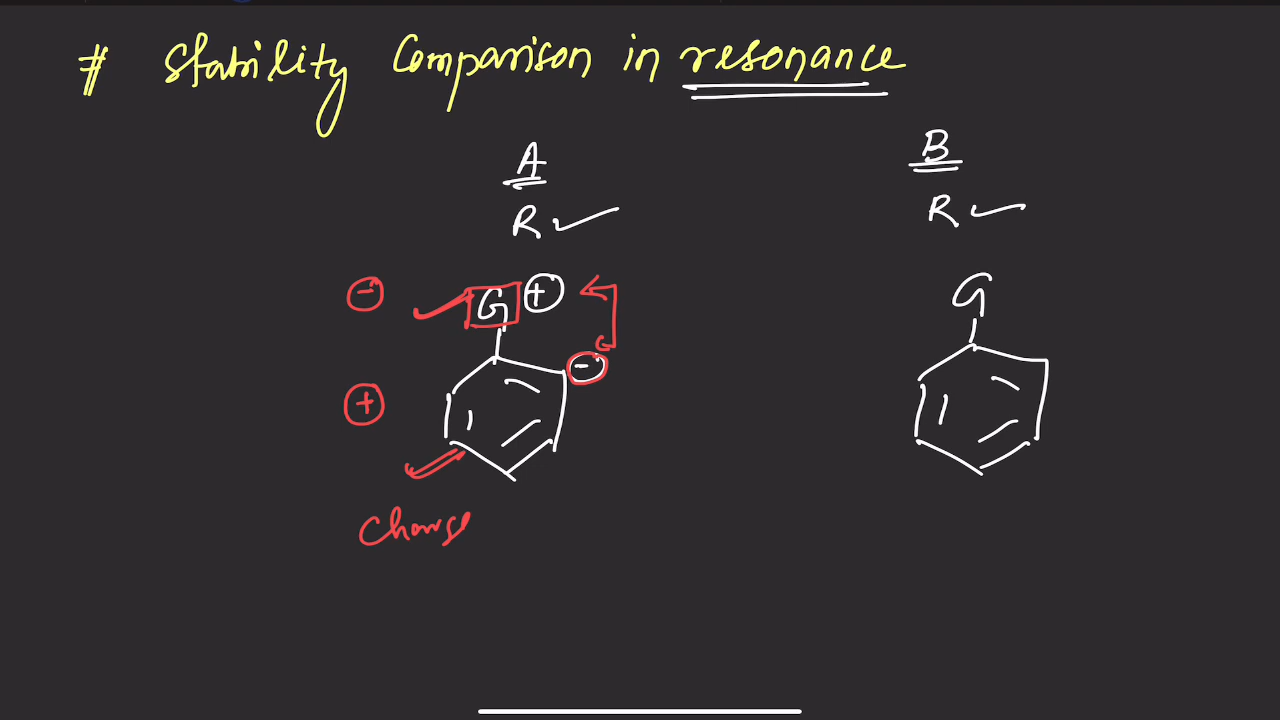 # Stability Comparison in resonance
A
B
R ✓
R ✓
⊖
G ⊕
G
⊖
⊕
Charge